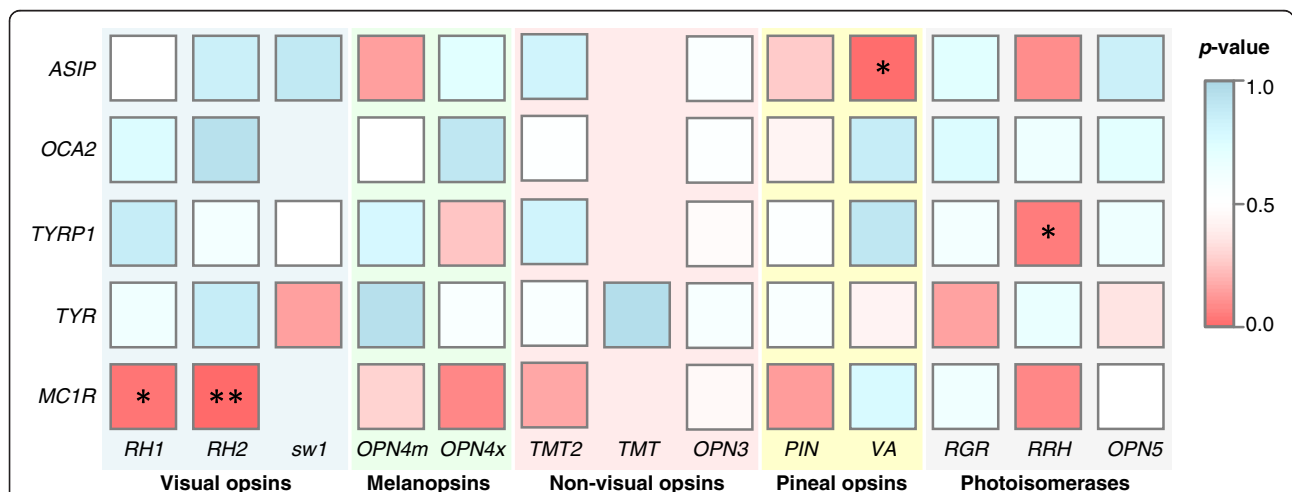 p-value
ASIP *
1.0
OCA2
0.5
TYRP1 *
TYR
0.0
MC1R * **
RH1 RH2 sw1 OPN4m OPN4x TMT2 TMT OPN3 PIN VA RGR RRH OPN5
Visual opsins Melanopsins Non-visual opsins Pineal opsins Photoisomerases